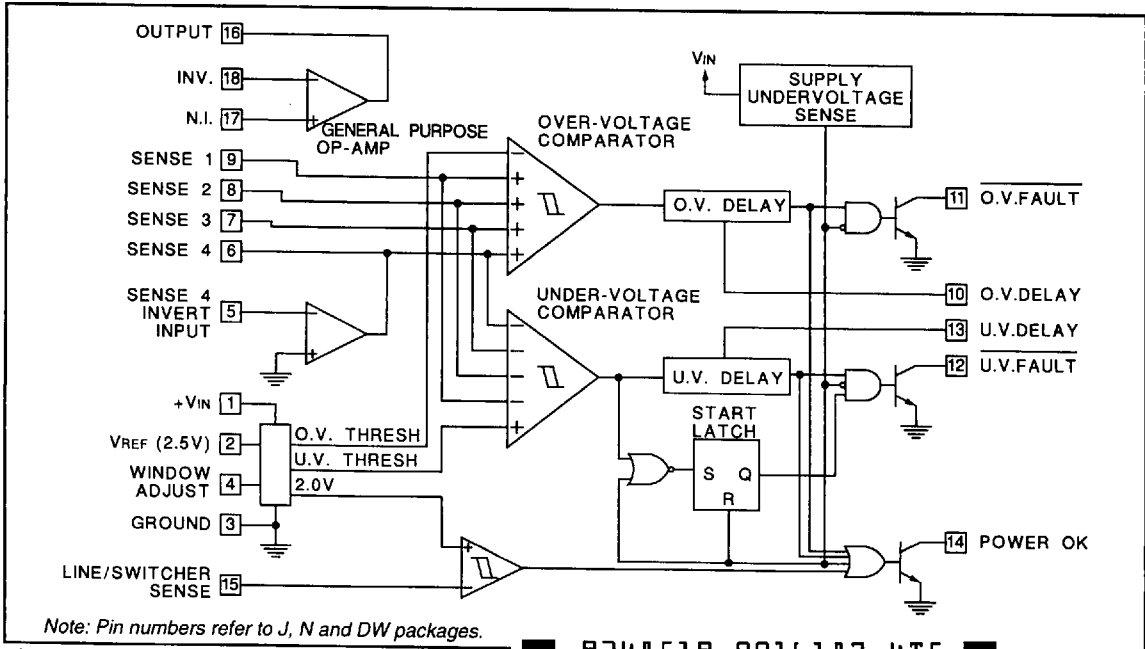 OUTPUT 16
INV. 18
N.I. 17
GENERAL PURPOSE
OP-AMP
SENSE 1 9
SENSE 2 8
SENSE 3 7
SENSE 4 6
SENSE 4
INVERT
INPUT
5
+VIN 1
VREF (2.5V) 2
WINDOW
ADJUST
4
GROUND 3
LINE/SWITCHER
SENSE
15
O.V. THRESH
U.V. THRESH
2.0V
OVER-VOLTAGE
COMPARATOR
UNDER-VOLTAGE
COMPARATOR
VIN
SUPPLY
UNDERVOLTAGE
SENSE
O.V. DELAY
U.V. DELAY
START
LATCH
S Q
R
11 O.V.FAULT
10 O.V.DELAY
13 U.V.DELAY
12 U.V.FAULT
14 POWER OK
Note: Pin numbers refer to J, N and DW packages.